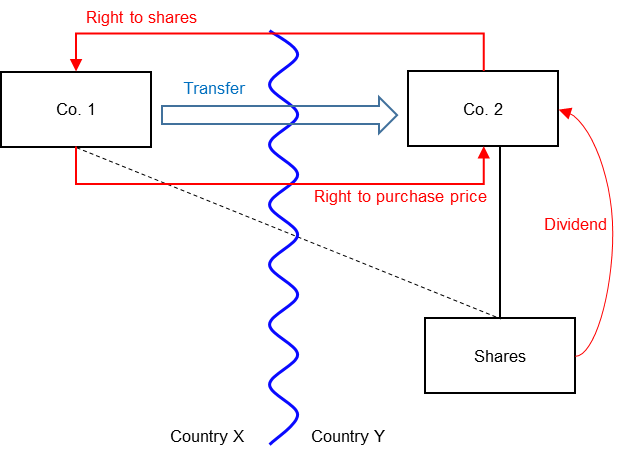 Right to shares
Transfer
Co. 1
Co. 2
Right to purchase price
Dividend
Shares
Country X
Country Y